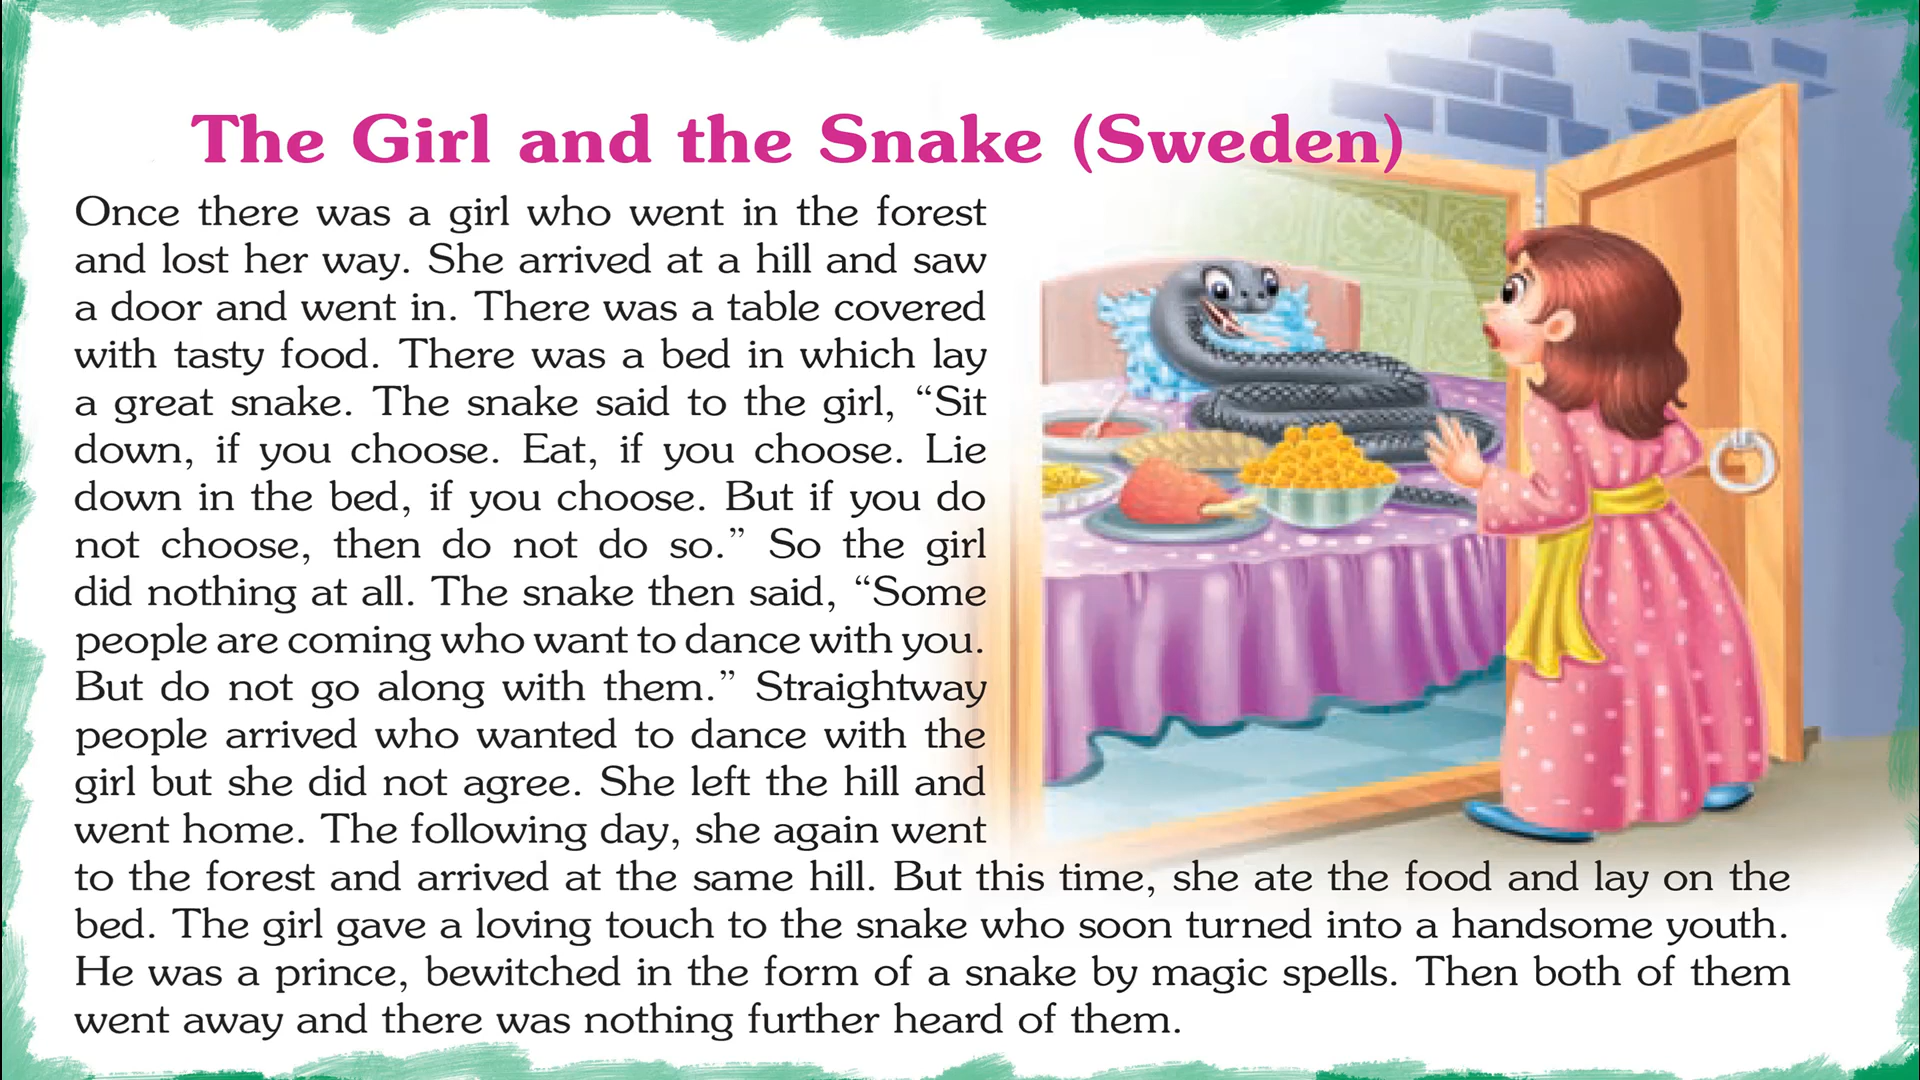 The Girl and the Snake (Sweden)
Once there was a girl who went in the forest
and lost her way. She arrived at a hill and saw
a door and went in. There was a table covered
with tasty food. There was a bed in which lay
a great snake. The snake said to the girl, “Sit
down, if you choose. Eat, if you choose. Lie
down in the bed, if you choose. But if you do
not choose, then do not do so.” So the girl
did nothing at all. The snake then said, “Some
people are coming who want to dance with you.
But do not go along with them.” Straightway
people arrived who wanted to dance with the
girl but she did not agree. She left the hill and
went home. The following day, she again went
to the forest and arrived at the same hill. But this time, she ate the food and lay on the
bed. The girl gave a loving touch to the snake who soon turned into a handsome youth.
He was a prince, bewitched in the form of a snake by magic spells. Then both of them
went away and there was nothing further heard of them.